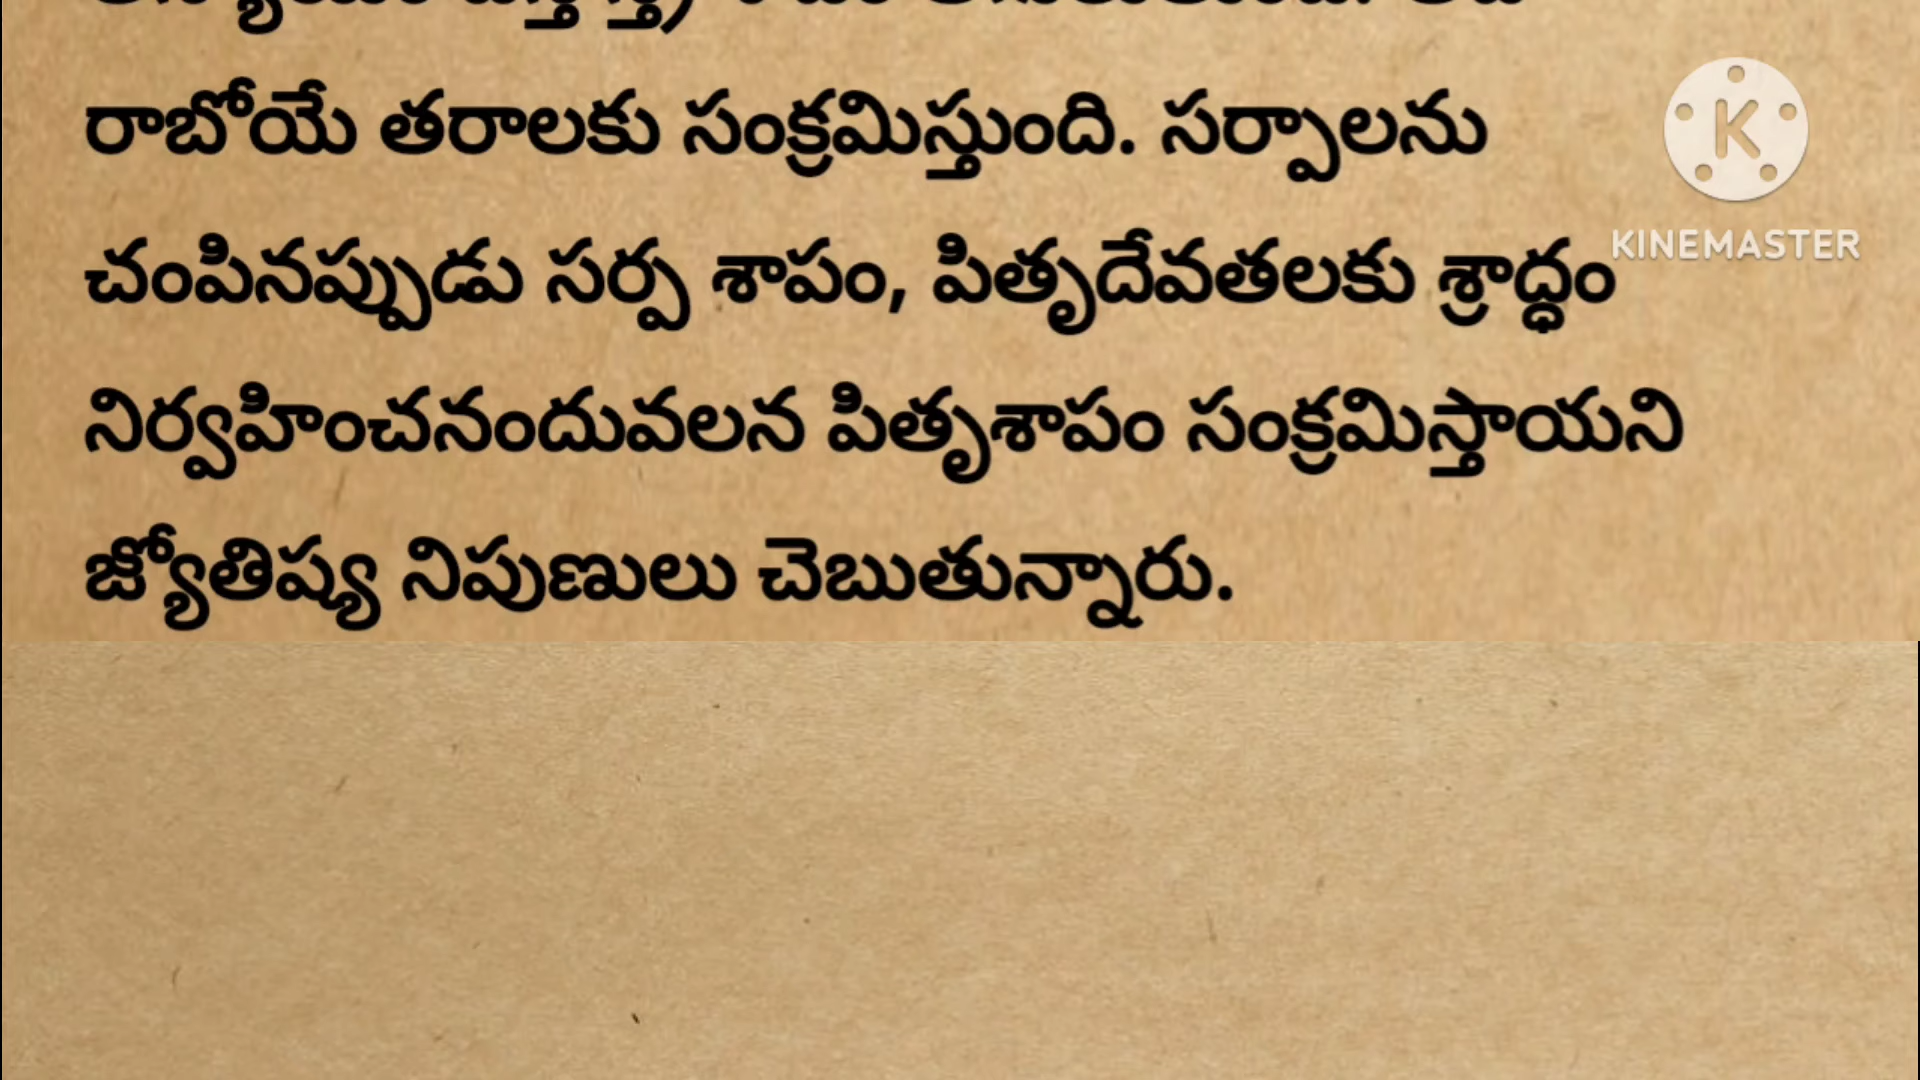 రాబోయే తరాలకు సంక్రమిస్తుంది. సర్పాలను
చంపినప్పుడు సర్ప శాపం, పితృదేవతలకు శ్రాద్ధం
నిర్వహించనందువలన పితృశాపం సంక్రమిస్తాయని
జ్యోతిష్య నిపుణులు చెబుతున్నారు.
K
KINEMASTER